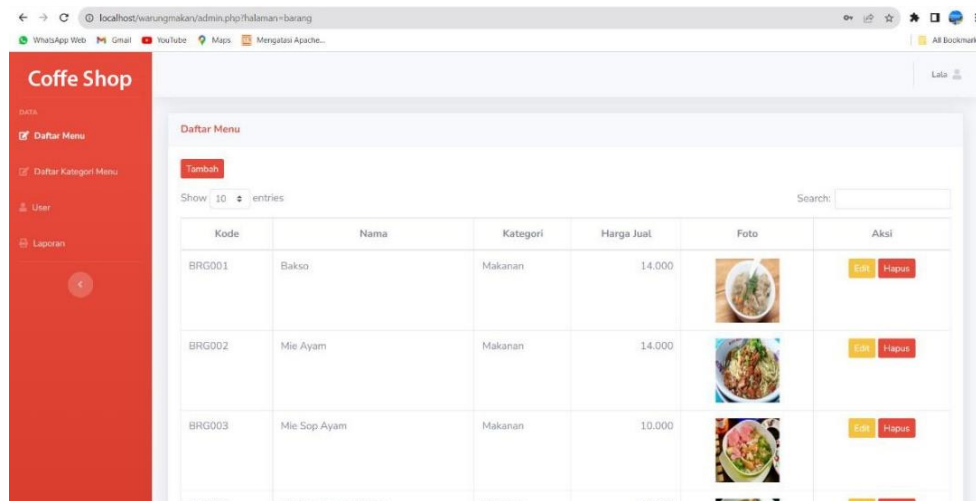 localhost/warungmakan/admin.php?halaman=barang
WhatsApp Web Gmail YouTube Maps Mengatasi Apache... All Bookmark
Coffe Shop
Lala
DATA
Daftar Menu
Daftar Kategori Menu
User
Laporan
Daftar Menu
Tambah
Show 10 entries Search:
Kode Nama Kategori Harga Jual Foto Aksi
BRG001 Bakso Makanan 14.000 Edit Hapus
BRG002 Mie Ayam Makanan 14.000 Edit Hapus
BRG003 Mie Sop Ayam Makanan 10.000 Edit Hapus